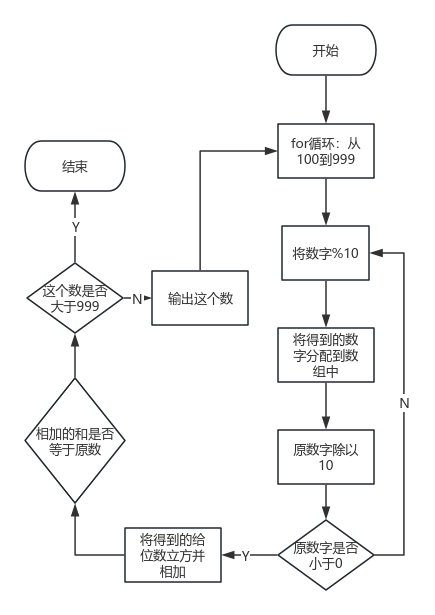 开始
for循环：从
100到999
结束
Y
将数字%10
这个数是否
大于999
N
输出这个数
将得到的数
字分配到数
组中
N
相加的和是否
等于原数
原数字除以
10
将得到的给
位数立方并
相加
Y
原数字是否
小于0